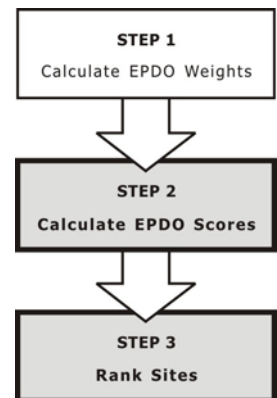 STEP 1
Calculate EPDO Weights
STEP 2
Calculate EPDO Scores
STEP 3
Rank Sites